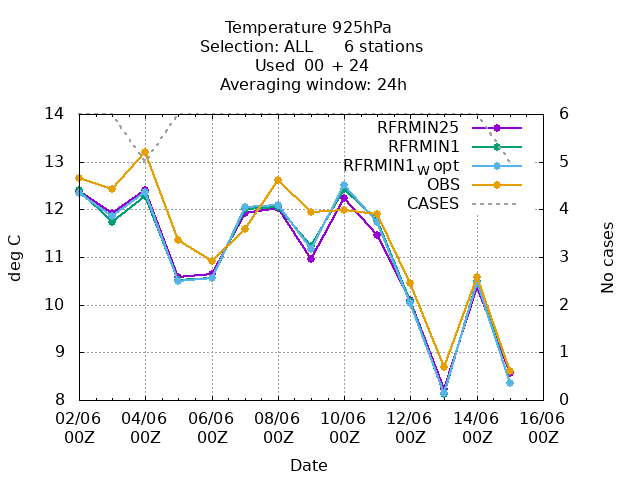 Temperature 925hPa
Selection: ALL 6 stations
Used 00 + 24
Averaging window: 24h
14
13
12
11
10
9
8
deg C
6
5
4
3
2
1
0
No cases
RFRMIN25
RFRMIN1
RFRMIN1w opt
OBS
CASES
02/06 04/06 06/06 08/06 10/06 12/06 14/06 16/06
00Z 00Z 00Z 00Z 00Z 00Z 00Z 00Z
Date